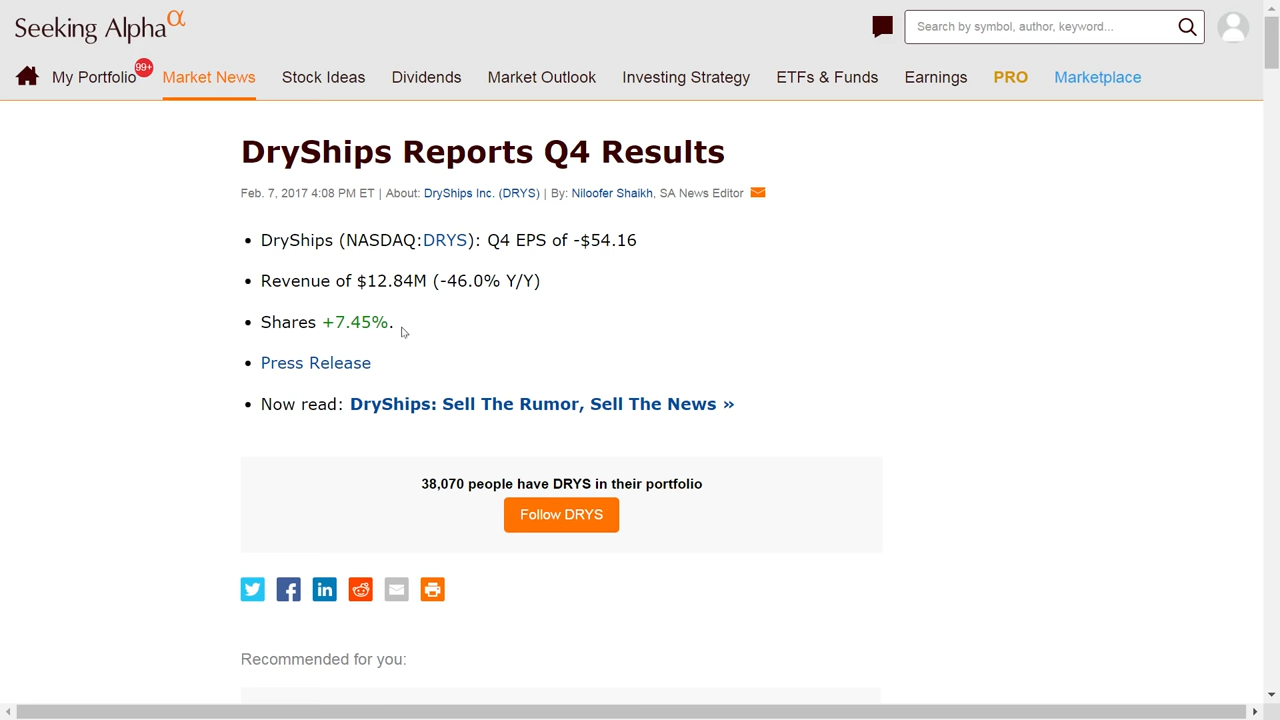 Seeking Alpha α
Search by symbol, author, keyword...
My Portfolio 99+ Market News Stock Ideas Dividends Market Outlook Investing Strategy ETFs & Funds Earnings PRO Marketplace
DryShips Reports Q4 Results
Feb. 7, 2017 4:08 PM ET | About: DryShips Inc. (DRYS) | By: Niloofer Shaikh, SA News Editor
• DryShips (NASDAQ:DRYS): Q4 EPS of -$54.16
• Revenue of $12.84M (-46.0% Y/Y)
• Shares +7.45%.
• Press Release
• Now read: DryShips: Sell The Rumor, Sell The News »
38,070 people have DRYS in their portfolio
Follow DRYS
in
Recommended for you: